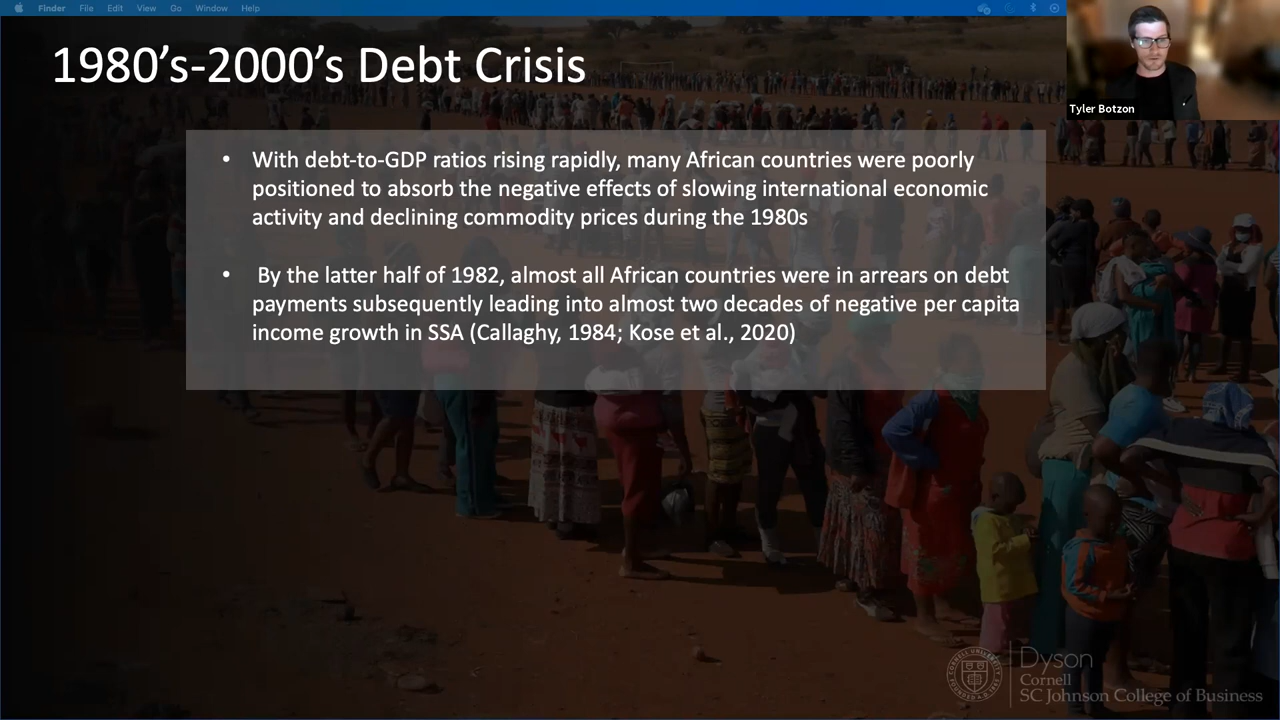 Finder File Edit View Go Window Help
1980’s-2000’s Debt Crisis
Tyler Botzon
• With debt-to-GDP ratios rising rapidly, many African countries were poorly
positioned to absorb the negative effects of slowing international economic
activity and declining commodity prices during the 1980s
• By the latter half of 1982, almost all African countries were in arrears on debt
payments subsequently leading into almost two decades of negative per capita
income growth in SSA (Callaghy, 1984; Kose et al., 2020)
Dyson
Cornell
SC Johnson College of Business